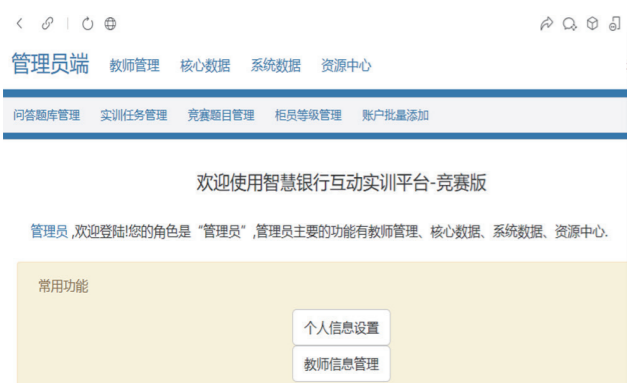 管理员端 教师管理 核心数据 系统数据 资源中心
问答题库管理 实训任务管理 竞赛题目管理 柜员等级管理 账户批量添加
欢迎使用智慧银行互动实训平台-竞赛版
管理员 ,欢迎登陆!您的角色是“管理员”,管理员主要的功能有教师管理、核心数据、系统数据、资源中心.
常用功能
个人信息设置
教师信息管理